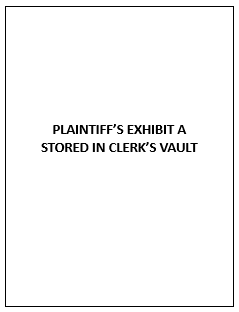 PLAINTIFF’S EXHIBIT A
STORED IN CLERK’S VAULT